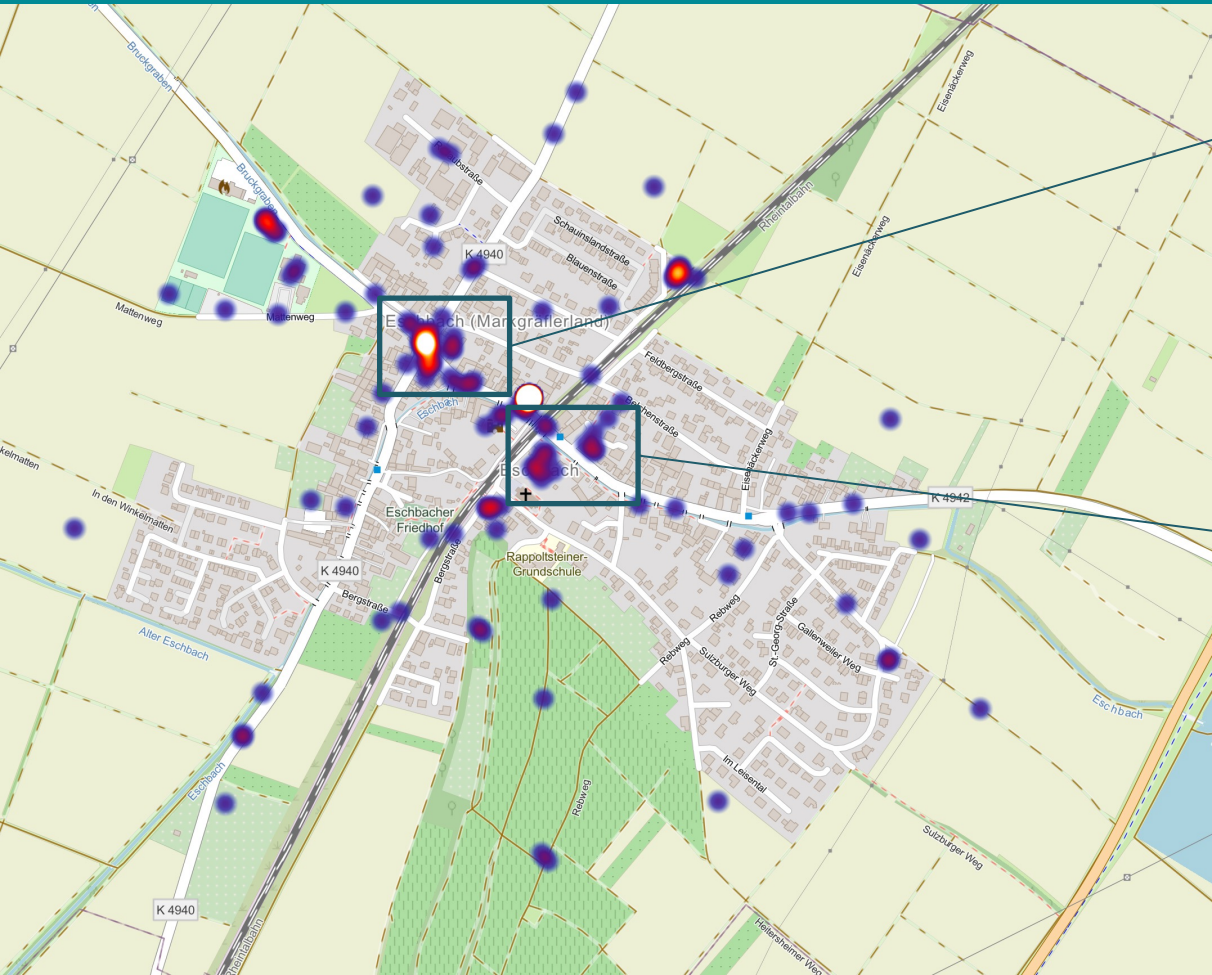 Bruckgraben
Eisenäckerweg
Bruckgraben
Rheintalbahn
Schauinslandstraße
Eisenäckerweg
K 4940
Blauenstraße
Mattenweg
Mattenweg
Eschbach (Markgräflerland)
Feldbergstraße
Eschbach
Belchenstraße
Eisenäckerweg
Eschbach
K 4942
In den Winkelmatten
Eschbacher
Friedhof
Bergstraße
Rappoltsteiner-
Grundschule
K 4940
Bergstraße
Rebweg
St.-Georg-Straße
Alter Eschbach
Gallenweiler Weg
Rebweg
Sulzburger Weg
Eschbach
Im Leisental
Eschbach
Rebweg
Sulzburger Weg
K 4940
Rheintalbahn
Heitersheimer Weg